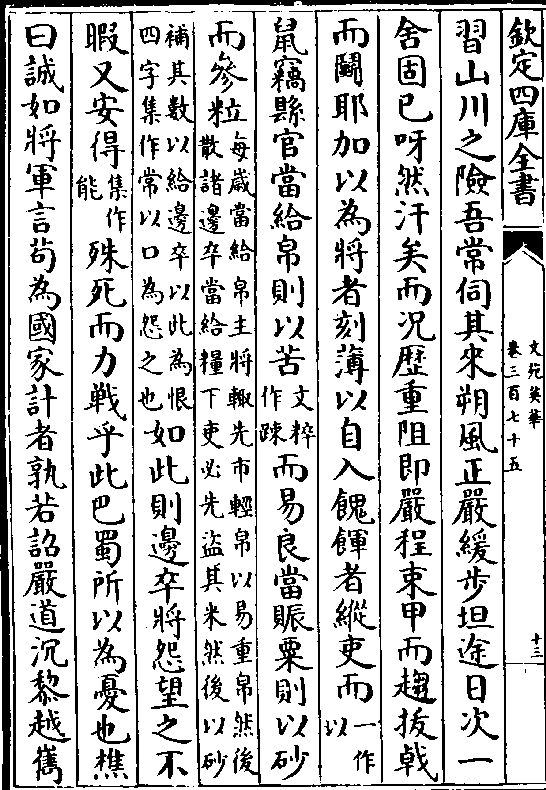 欽定四庫全書
文苑英華
卷三百七十五
十三
習山川之險吾常伺其來朔風正嚴緩步坦途日次一
舍固已呀然汗矣而况歷重阻即嚴程束甲而趨扳戟
而鬬耶加以為將者刻薄以自入餽餫者縱吏而一作以
鼠竊縣官當給帛則以苦文粹作踈而易良當賑粟則以砂
而參粒每歲當給帛主將輙先市輕帛以易重帛然後散諸邊卒當給糧下吏必先盜其米然後以砂
補其數以給邊卒以此為恨四字集作常以口為怨之也如此則邊卒將怨望之不
暇又安得集作能殊死而力戰乎此巴蜀所以為憂也樵
曰誠如將軍言茍為國家計者孰若詔嚴道沉黎越嶲